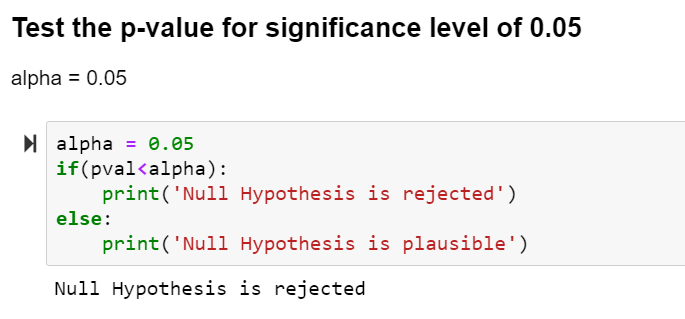 Test the p-value for significance level of 0.05
alpha = 0.05
alpha = 0.05
if(pval<alpha):
    print('Null Hypothesis is rejected')
else:
    print('Null Hypothesis is plausible')
Null Hypothesis is rejected